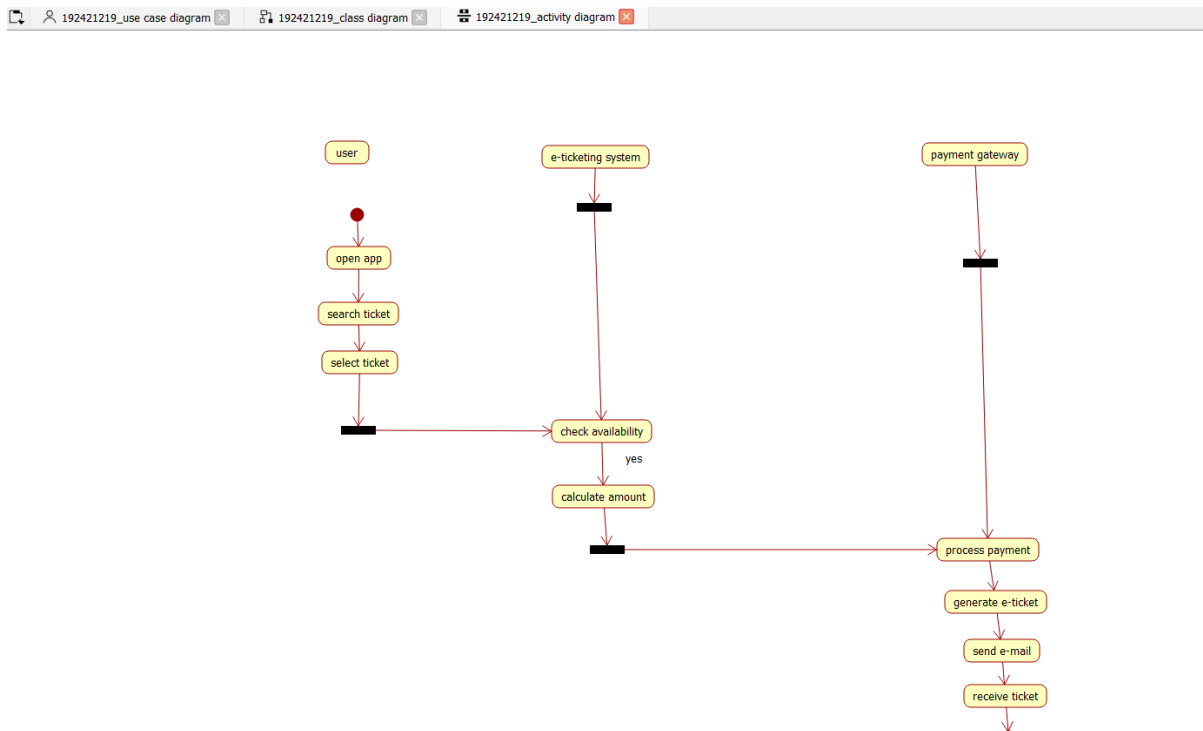 192421219_use case diagram
192421219_class diagram
192421219_activity diagram
user
e-ticketing system
payment gateway
open app
search ticket
select ticket
check availability
yes
calculate amount
process payment
generate e-ticket
send e-mail
receive ticket